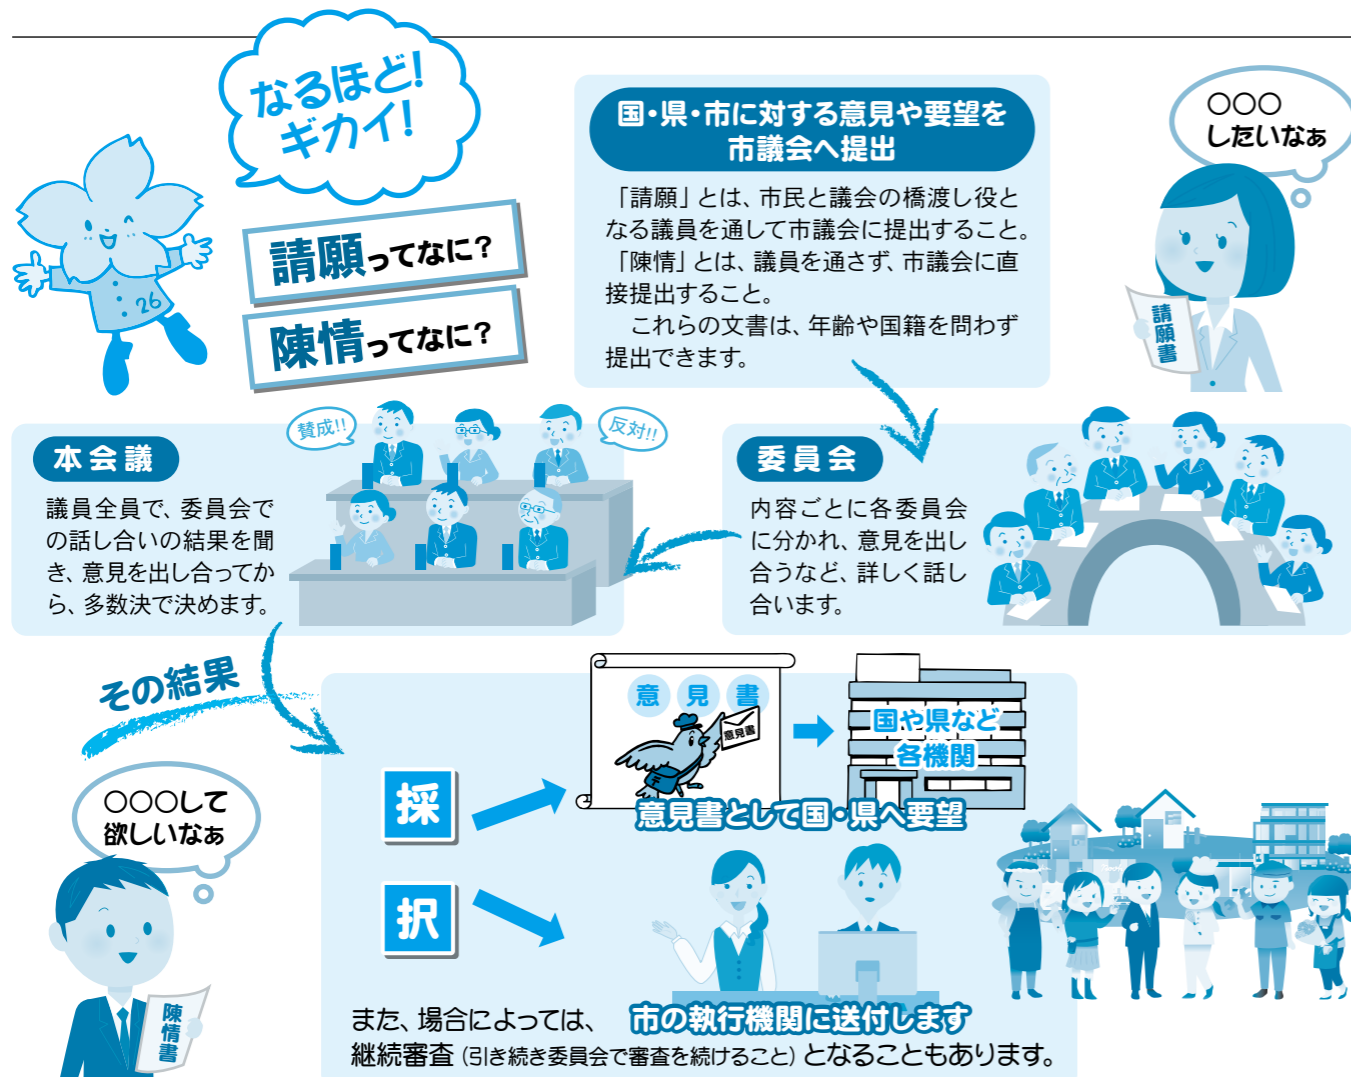 なるほど!
ギカイ!
請願ってなに?
陳情ってなに?
26
国・県・市に対する意見や要望を
市議会へ提出
「請願」とは、市民と議会の橋渡し役と
なる議員を通して市議会に提出すること。
「陳情」とは、議員を通さず、市議会に直
接提出すること。
これらの文書は、年齢や国籍を問わず
提出できます。
〇〇〇
したいなぁ
請願書
委員会
内容ごとに各委員会
に分かれ、意見を出し
合うなど、詳しく話し
合います。
本会議
議員全員で、委員会で
の話し合いの結果を聞
き、意見を出し合ってか
ら、多数決で決めます。
賛成!!
反対!!
その結果
〇〇〇して
欲しいなぁ
陳情書
採
択
意見書
意見書
国や県など
各機関
意見書として国・県へ要望
市の執行機関に送付します
また、場合によっては、
継続審査(引き続き委員会で審査を続けること)となることもあります。